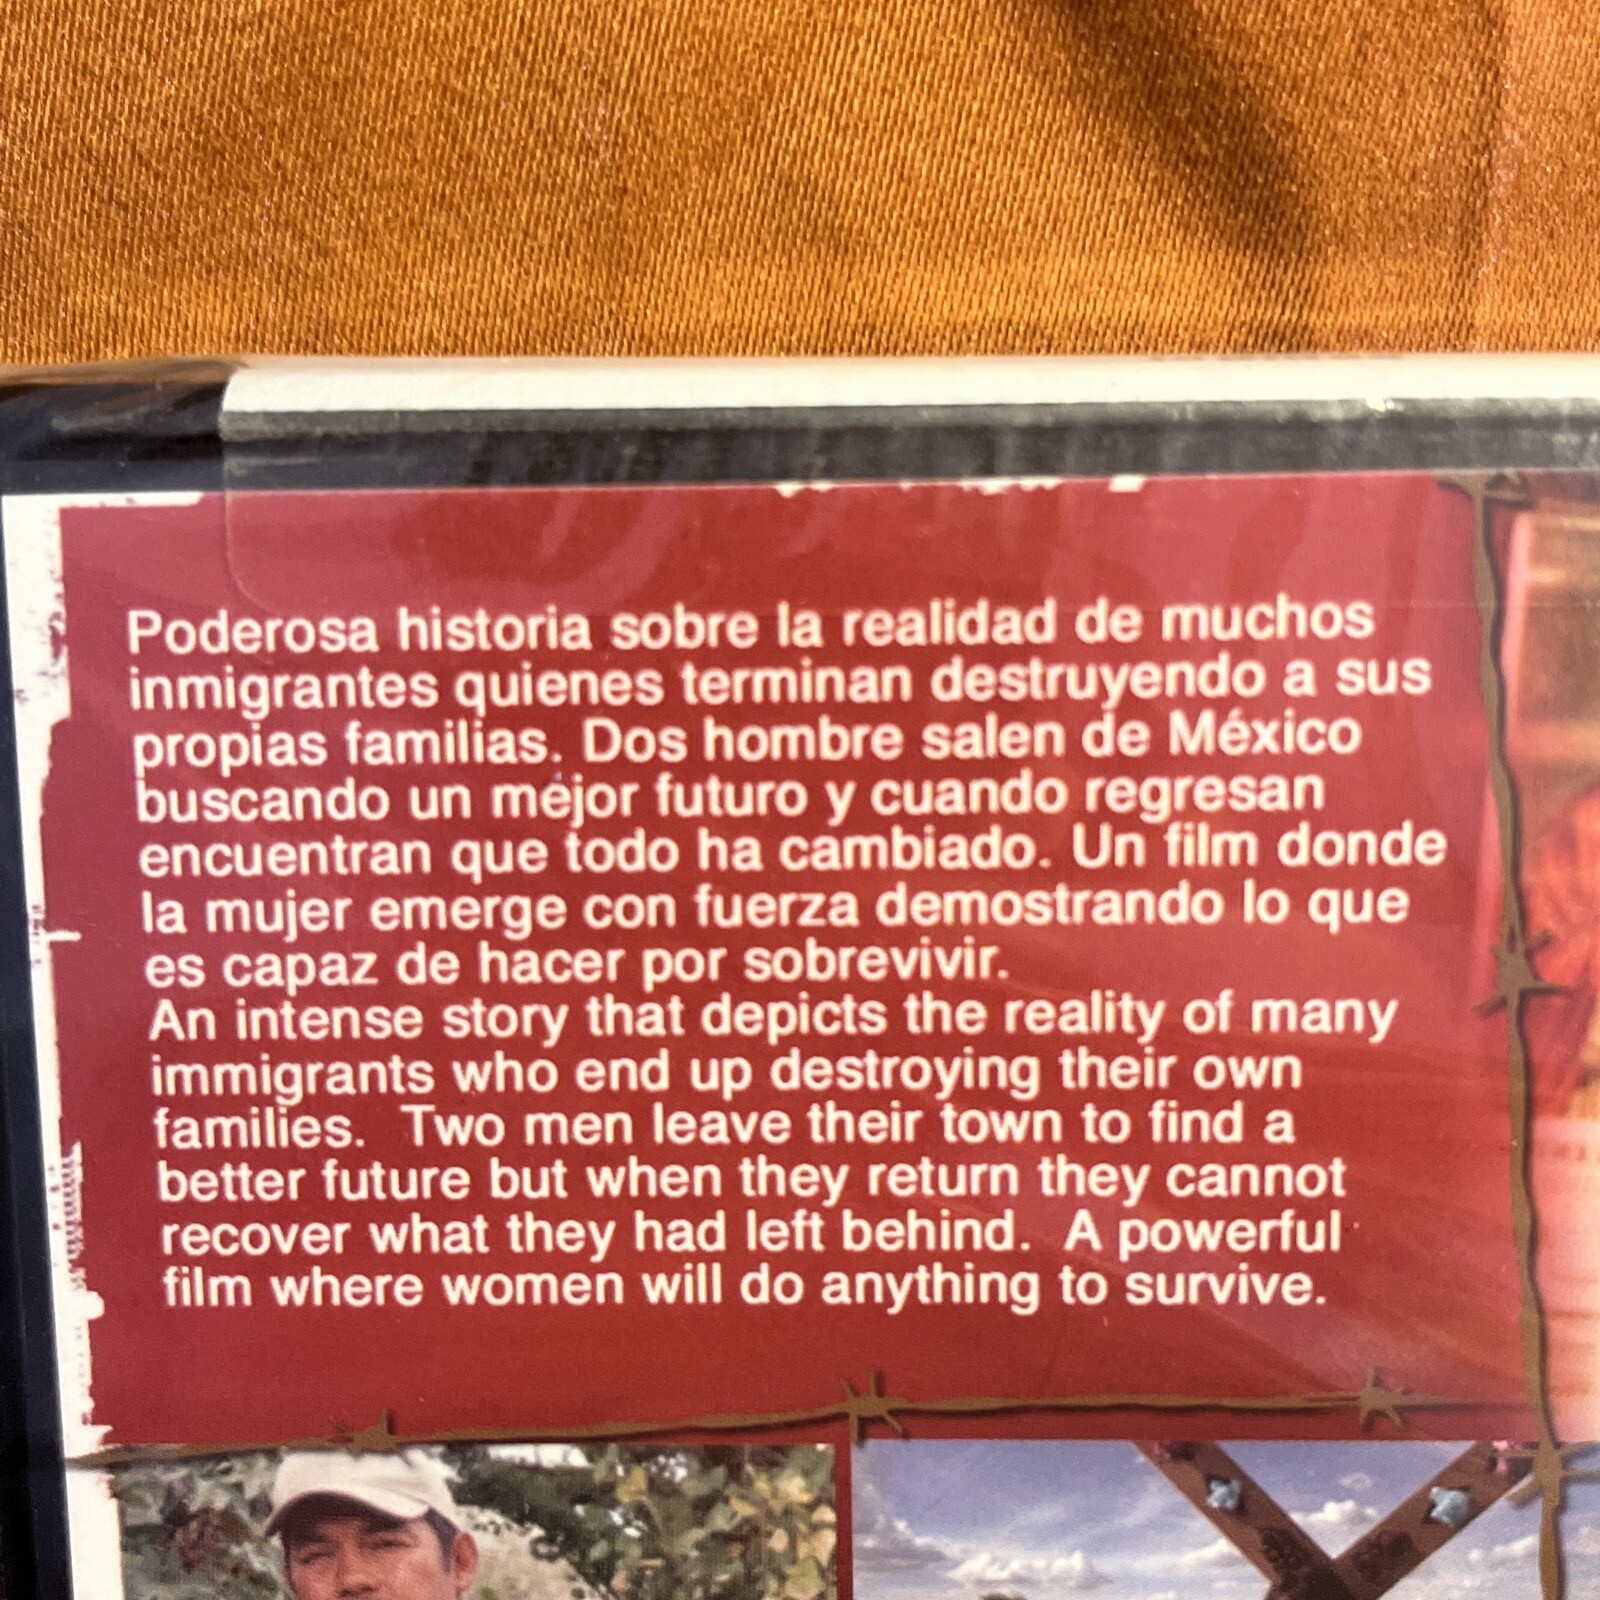 Poderosa historia sobre la realidad de muchos
inmigrantes quienes terminan destruyendo a sus
propias familias. Dos hombre salen de México
buscando un mejor futuro y cuando regresan
encuentran que todo ha cambiado. Un film donde
la mujer emerge con fuerza demostrando lo que
es capaz de hacer por sobrevivir.
An intense story that depicts the reality of many
immigrants who end up destroying their own
families. Two men leave their town to find a
better future but when they return they cannot
recover what they had left behind. A powerful
film where women will do anything to survive.